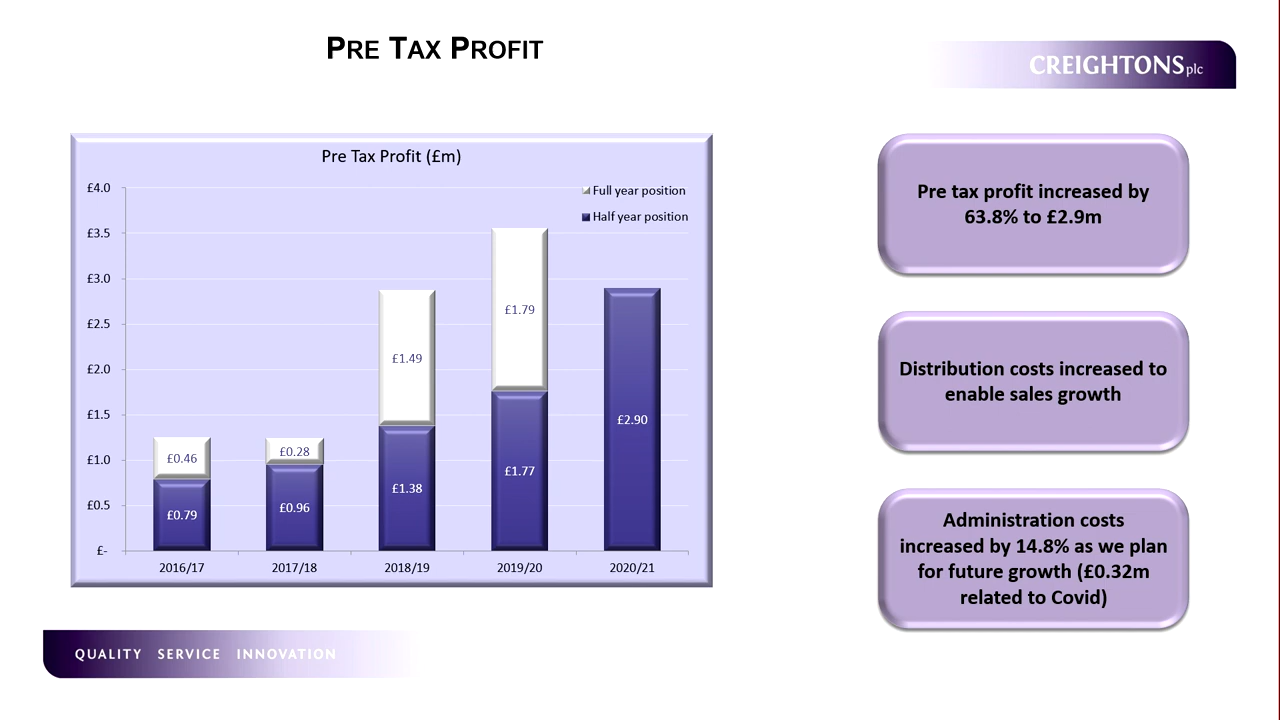 PRE TAX PROFIT
CREIGHTONS plc
Pre Tax Profit (£m)
Full year position
Half year position
£4.0
£3.5
£3.0
£2.5
£2.0
£1.5
£1.0
£0.5
£-
£0.46
£0.79
£0.28
£0.96
£1.49
£1.38
£1.79
£1.77
£2.90
2016/17
2017/18
2018/19
2019/20
2020/21
Pre tax profit increased by
63.8% to £2.9m
Distribution costs increased to
enable sales growth
Administration costs
increased by 14.8% as we plan
for future growth (£0.32m
related to Covid)
QUALITY SERVICE INNOVATION